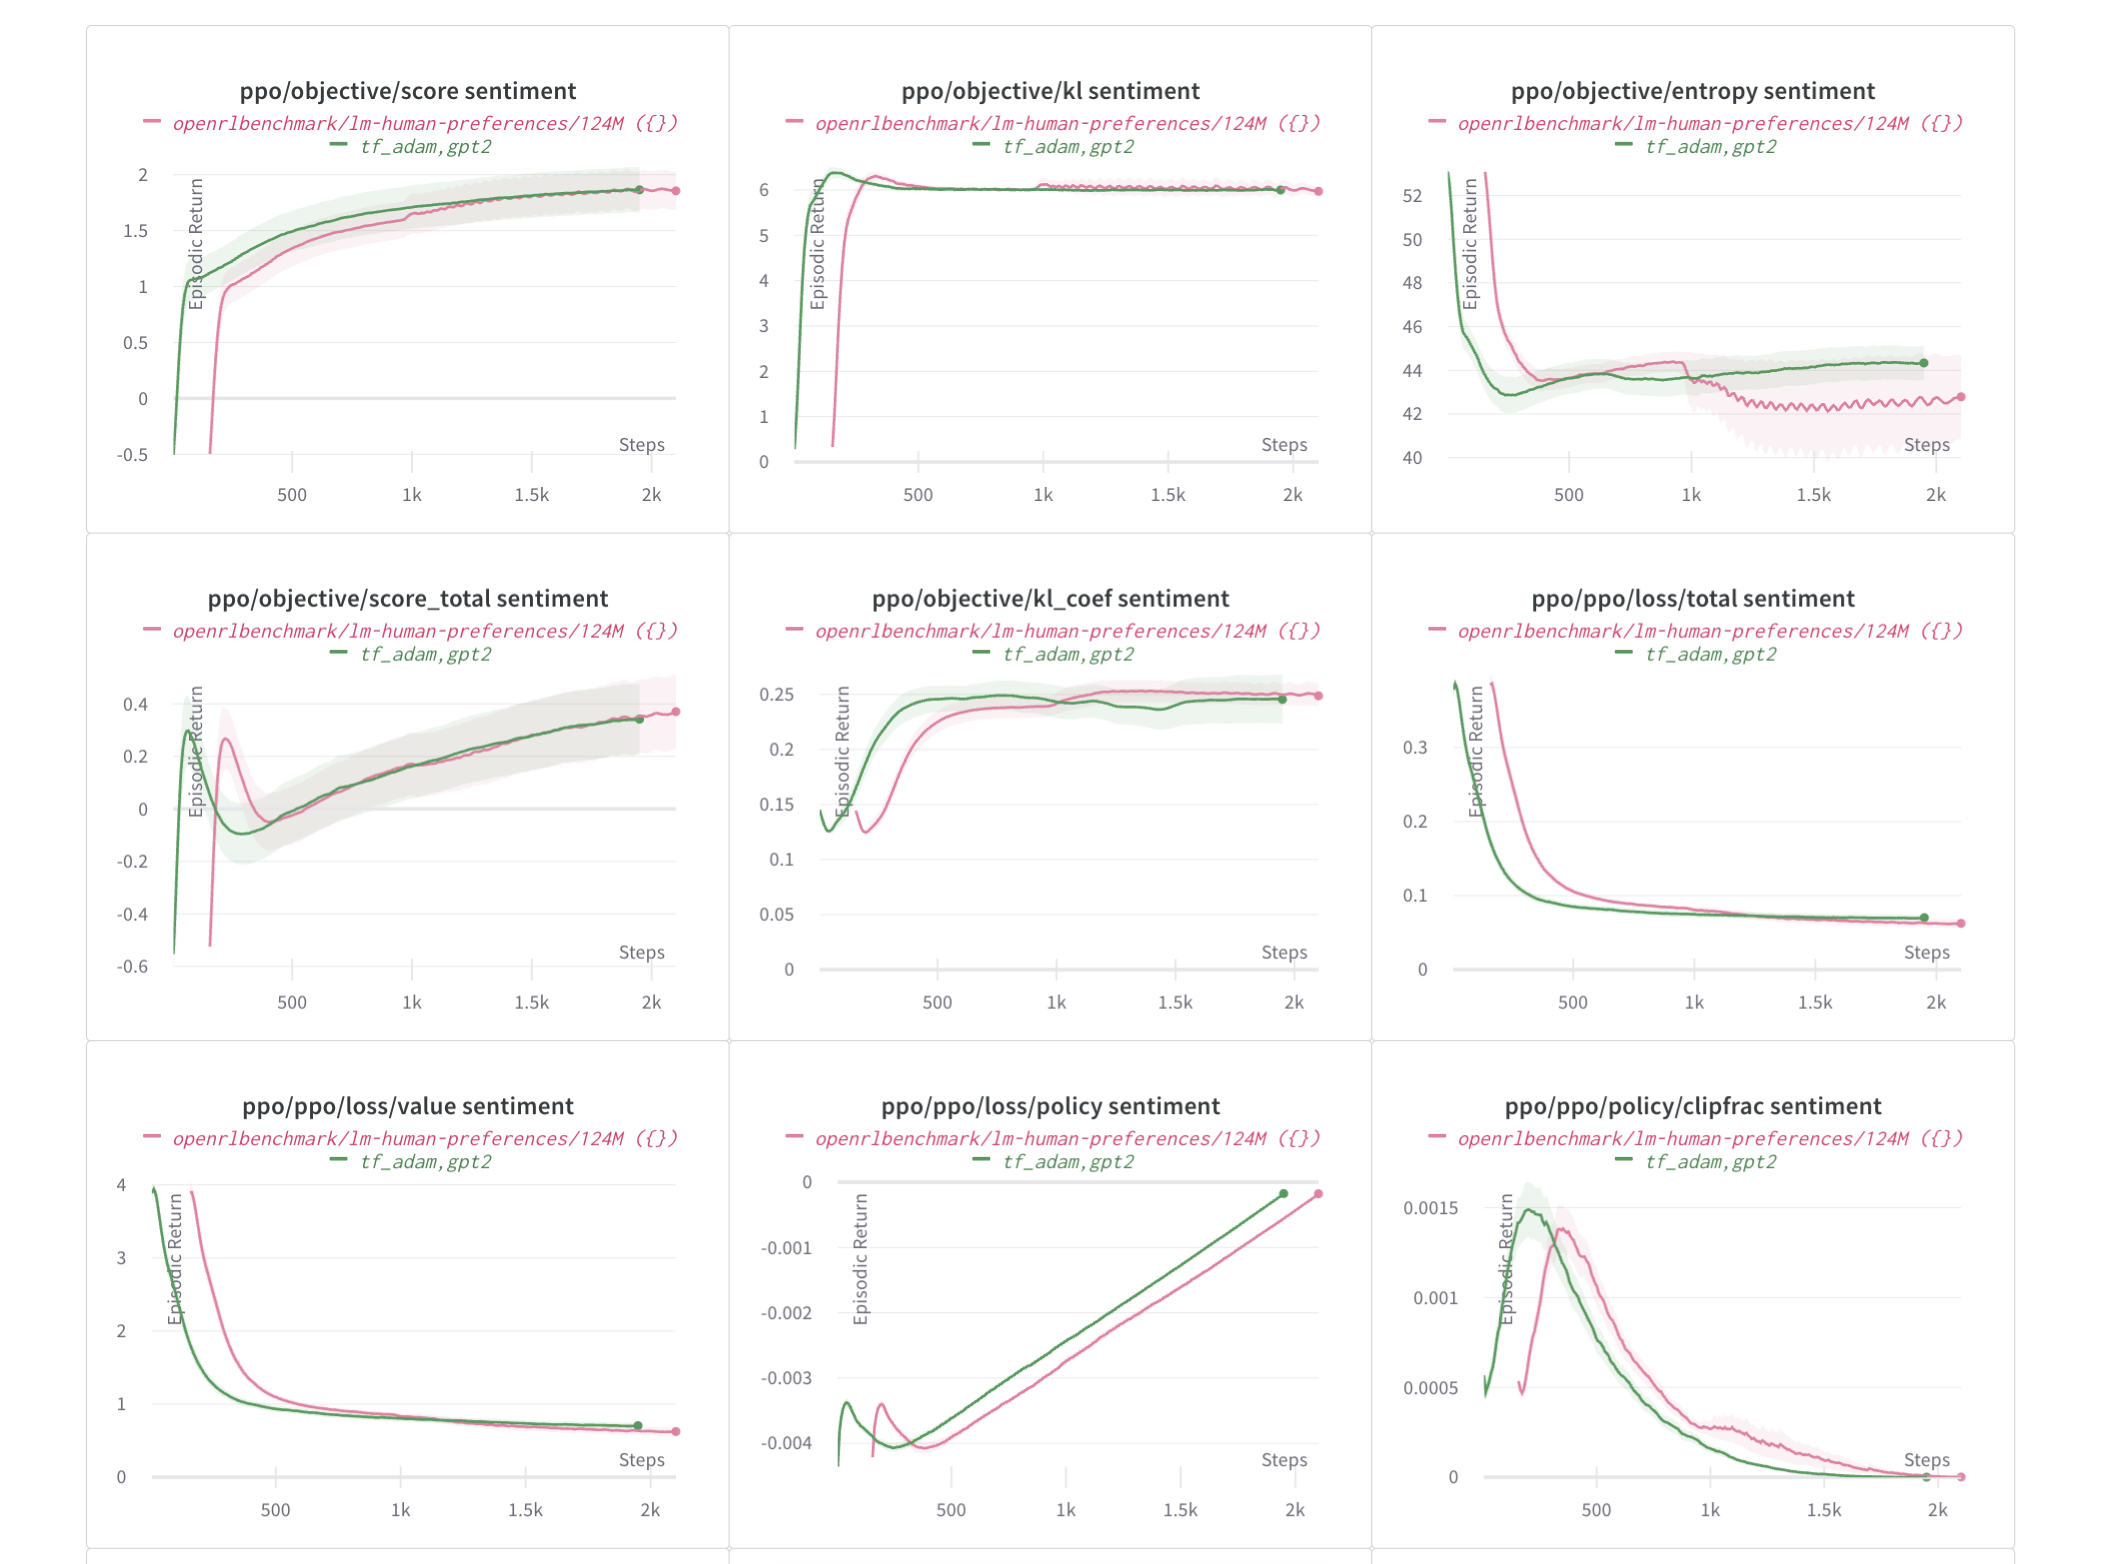 ppo/objective/score sentiment
openrlbenchmark/lm-human-preferences/124M ({})
tf_adam,gpt2
2
1.5
1
0.5
0
-0.5
Episodic Return
Steps
500
1k
1.5k
2k
ppo/objective/kl sentiment
openrlbenchmark/lm-human-preferences/124M ({})
tf_adam,gpt2
6
5
4
3
2
1
0
Episodic Return
Steps
500
1k
1.5k
2k
ppo/objective/entropy sentiment
openrlbenchmark/lm-human-preferences/124M ({})
tf_adam,gpt2
52
50
48
46
44
42
40
Episodic Return
Steps
500
1k
1.5k
2k
ppo/objective/score_total sentiment
openrlbenchmark/lm-human-preferences/124M ({})
tf_adam,gpt2
0.4
0.2
0
-0.2
-0.4
-0.6
Episodic Return
Steps
500
1k
1.5k
2k
ppo/objective/kl_coef sentiment
openrlbenchmark/lm-human-preferences/124M ({})
tf_adam,gpt2
0.25
0.2
0.15
0.1
0.05
0
Episodic Return
Steps
500
1k
1.5k
2k
ppo/ppo/loss/total sentiment
openrlbenchmark/lm-human-preferences/124M ({})
tf_adam,gpt2
0.3
0.2
0.1
0
Episodic Return
Steps
500
1k
1.5k
2k
ppo/ppo/loss/value sentiment
openrlbenchmark/lm-human-preferences/124M ({})
tf_adam,gpt2
4
3
2
1
0
Episodic Return
Steps
500
1k
1.5k
2k
ppo/ppo/loss/policy sentiment
openrlbenchmark/lm-human-preferences/124M ({})
tf_adam,gpt2
0
-0.001
-0.002
-0.003
-0.004
Episodic Return
Steps
500
1k
1.5k
2k
ppo/ppo/policy/clipfrac sentiment
openrlbenchmark/lm-human-preferences/124M ({})
tf_adam,gpt2
0.0015
0.001
0.0005
0
Episodic Return
Steps
500
1k
1.5k
2k